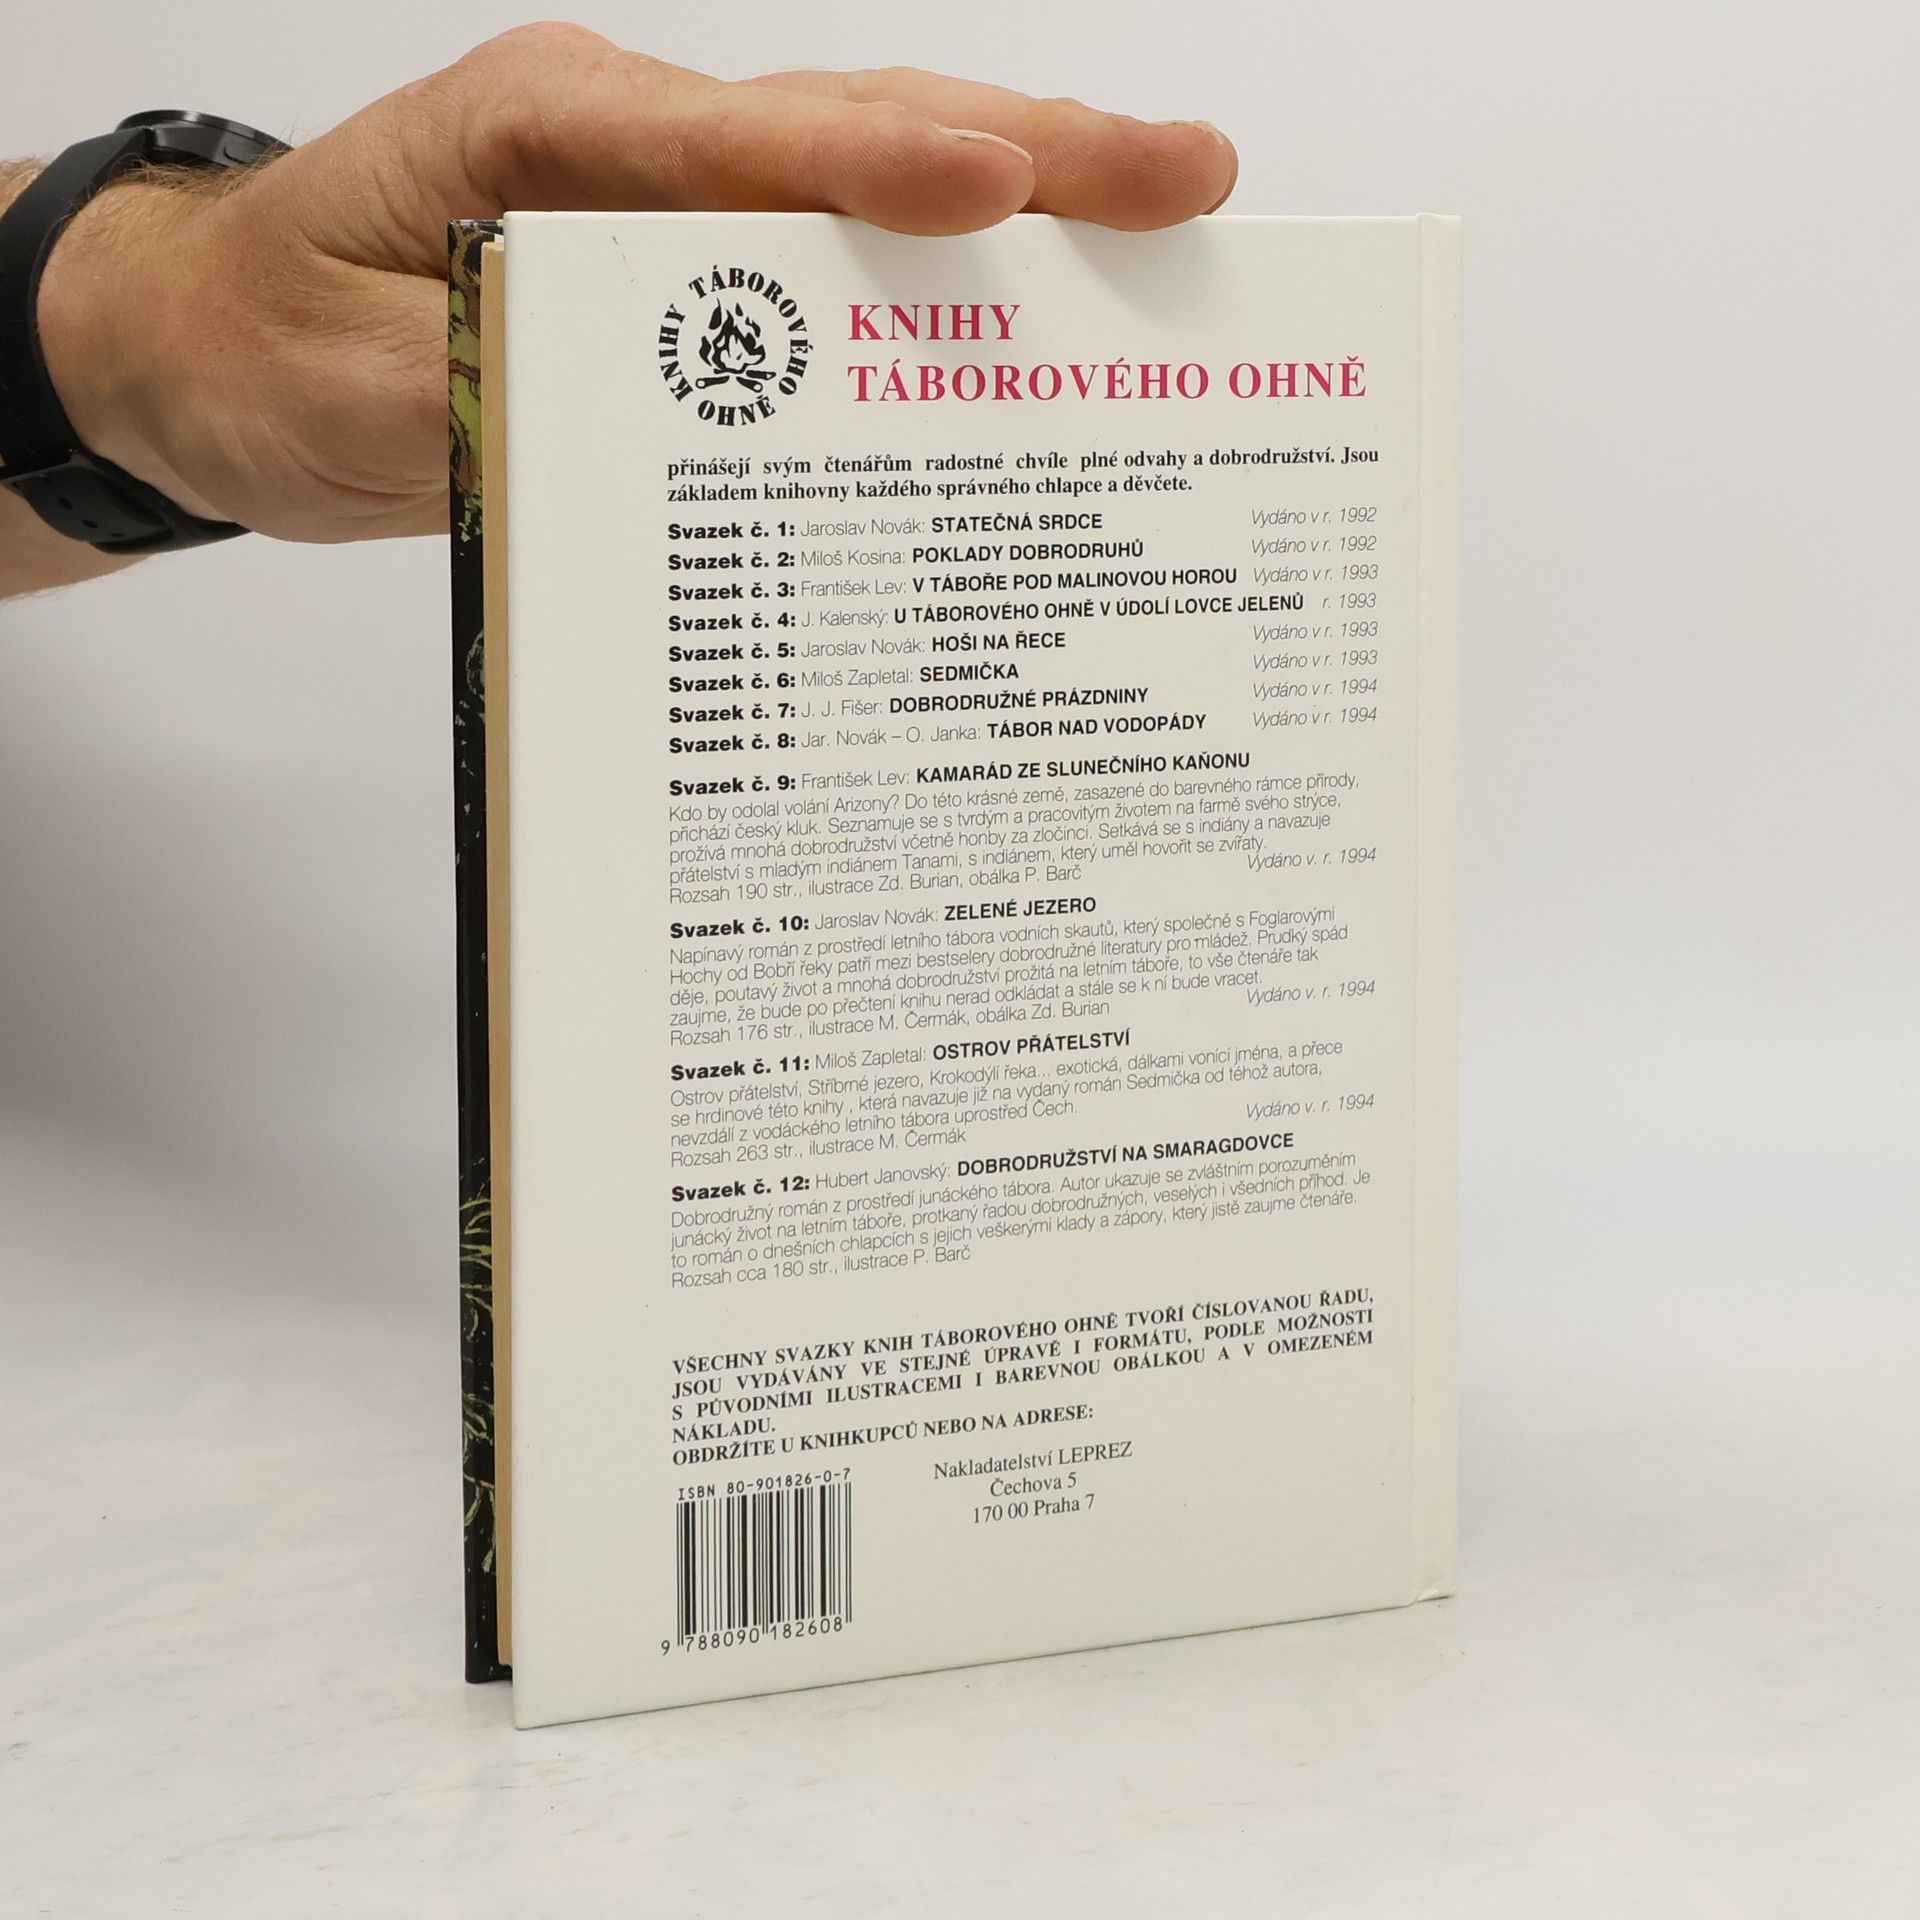 KNIHY TÁBOROVÉHO OHNĚ
KNIHY
TÁBOROVÉHO OHNĚ
přinášejí svým čtenářům radostné chvíle plné odvahy a dobrodružství. Jsou
základem knihovny každého správného chlapce a děvčete.
Svazek č. 1: Jaroslav Novák: STATEČNÁ SRDCE Vydáno v r. 1992
Svazek č. 2: Miloš Kosina: POKLADY DOBRODRUHŮ Vydáno v r. 1992
Svazek č. 3: František Lev: V TÁBOŘE POD MALINOVOU HOROU Vydáno v r. 1993
Svazek č. 4: J. Kalenský: U TÁBOROVÉHO OHNĚ V ÚDOLÍ LOVCE JELENŮ r. 1993
Svazek č. 5: Jaroslav Novák: HOŠI NA ŘECE Vydáno v r. 1993
Svazek č. 6: Miloš Zapletal: SEDMIČKA Vydáno v r. 1993
Svazek č. 7: J. J. Fišer: DOBRODRUŽNÉ PRÁZDNINY Vydáno v r. 1994
Svazek č. 8: Jar. Novák – O. Janka: TÁBOR NAD VODOPÁDY Vydáno v r. 1994
Svazek č. 9: František Lev: KAMARÁD ZE SLUNEČNÍHO KAŇONU
Kdo by odolal volání Arizony? Do této krásné země, zasazené do barevného rámce přírody,
přichází český kluk. Seznamuje se s tvrdým a pracovitým životem na farmě svého strýce,
prožívá mnohá dobrodružství včetně honby za zločinci. Setkává se s indiány a navazuje
přátelství s mladým indiánem Tanami, s indiánem, který uměl hovořit se zvířaty.
Rozsah 190 str., ilustrace Zd. Burian, obálka P. Barč Vydáno v. r. 1994
Svazek č. 10: Jaroslav Novák: ZELENÉ JEZERO
Napínavý román z prostředí letního tábora vodních skautů, který společně s Foglarovými
Hochy od Bobří řeky patří mezi bestselery dobrodružné literatury pro mládež. Prudký spád
děje, poutavý život a mnohá dobrodružství prožitá na letním táboře, to vše čtenáře tak
zaujme, že bude po přečtení knihu nerad odkládat a stále se k ní bude vracet.
Rozsah 176 str., ilustrace M. Čermák, obálka Zd. Burian Vydáno v. r. 1994
Svazek č. 11: Miloš Zapletal: OSTROV PŘÁTELSTVÍ
Ostrov přátelství, Stříbrné jezero, Krokodýlí řeka... exotická, dálkami vonící jména, a přece
se hrdinové této knihy , která navazuje již na vydaný román Sedmička od téhož autora,
nevzdálí z vodáckého letního tábora uprostřed Čech.
Rozsah 263 str., ilustrace M. Čermák Vydáno v. r. 1994
Svazek č. 12: Hubert Janovský: DOBRODRUŽSTVÍ NA SMARAGDOVCE
Dobrodružný román z prostředí junáckého tábora. Autor ukazuje se zvláštním porozuměním
junácký život na letním táboře, protkaný řadou dobrodružných, veselých i všedních příhod. Je
to román o dnešních chlapcích s jejich veškerými klady a zápory, který jistě zaujme čtenáře.
Rozsah cca 180 str., ilustrace P. Barč
VŠECHNY SVAZKY KNIH TÁBOROVÉHO OHNĚ TVOŘÍ ČÍSLOVANOU ŘADU,
JSOU VYDÁVÁNY VE STEJNÉ ÚPRAVĚ I FORMÁTU, PODLE MOŽNOSTI
S PŮVODNÍMI ILUSTRACEMI I BAREVNOU OBÁLKOU A V OMEZENÉM
NÁKLADU.
OBDRŽÍTE U KNIHKUPCŮ NEBO NA ADRESE:
Nakladatelství LEPREZ
Čechova 5
170 00 Praha 7
ISBN 80-901826-0-7
9 788090 182608